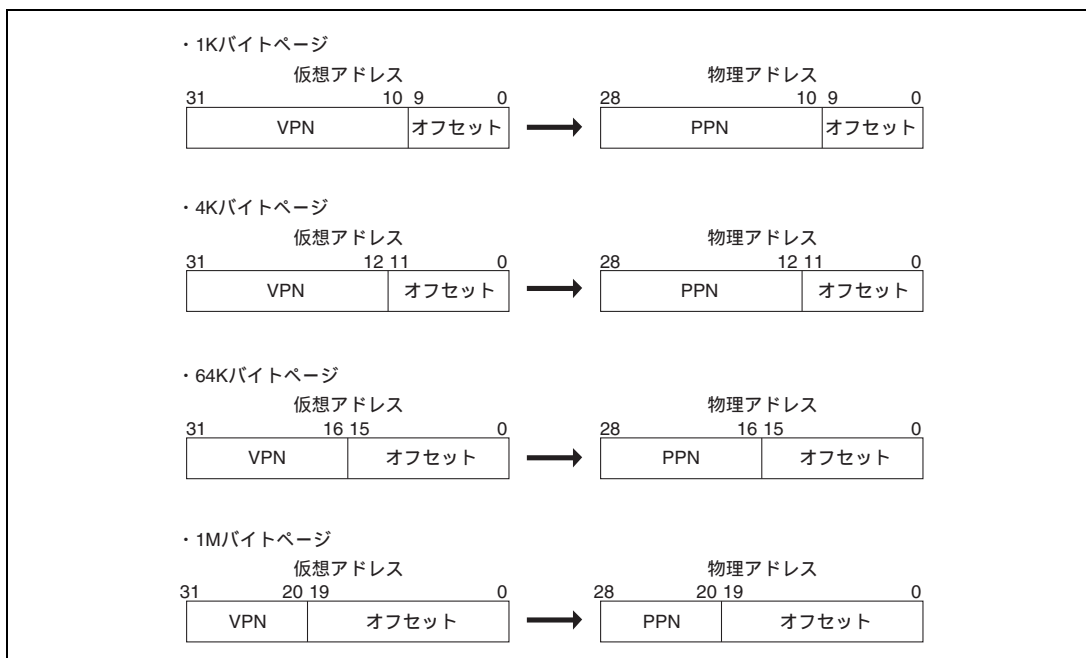 ・1Kバイトページ
仮想アドレス 物理アドレス
31 10 9 0 28 10 9 0
VPN オフセット PPN オフセット
・4Kバイトページ
仮想アドレス 物理アドレス
31 12 11 0 28 12 11 0
VPN オフセット PPN オフセット
・64Kバイトページ
仮想アドレス 物理アドレス
31 16 15 0 28 16 15 0
VPN オフセット PPN オフセット
・1Mバイトページ
仮想アドレス 物理アドレス
31 20 19 0 28 20 19 0
VPN オフセット PPN オフセット